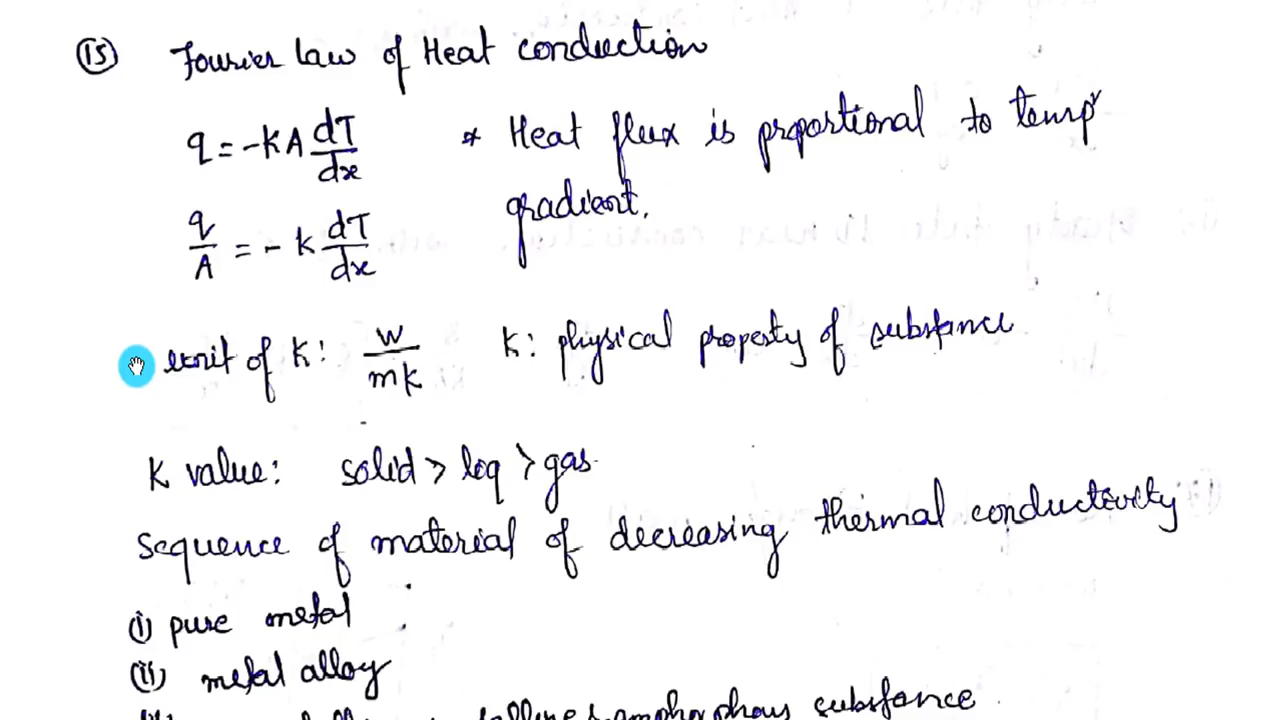 15 Fourier law of Heat conduction
q = -kA dT/dx * Heat flux is proportional to tempr
gradient.
q/A = -k dT/dx
unit of k: W/mk k: physical property of substance
K value: solid > liq > gas
Sequence of material of decreasing thermal conductivity
(i) pure metal
(ii) metal alloy
substance